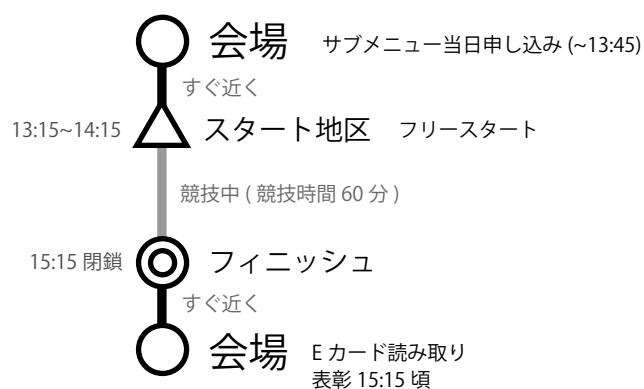 会場 サブメニュー当日申し込み (~13:45)
すぐ近く
13:15~14:15 スタート地区 フリースタート
競技中 ( 競技時間 60 分 )
15:15 閉鎖 フィニッシュ
すぐ近く
会場 E カード読み取り
表彰 15:15 頃